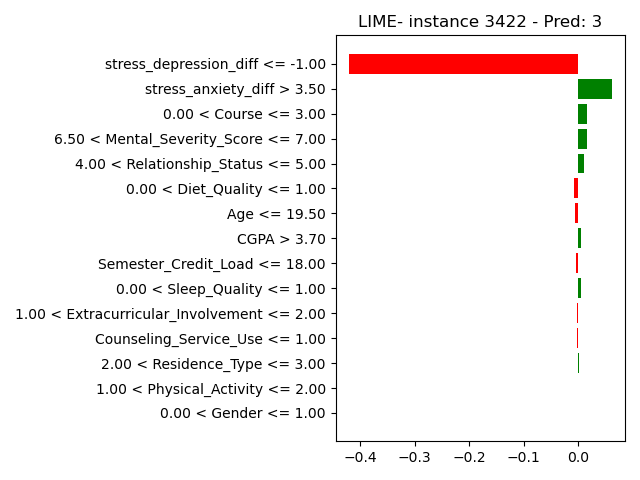 LIME- instance 3422 - Pred: 3
stress_depression_diff <= -1.00
stress_anxiety_diff > 3.50
0.00 < Course <= 3.00
6.50 < Mental_Severity_Score <= 7.00
4.00 < Relationship_Status <= 5.00
0.00 < Diet_Quality <= 1.00
Age <= 19.50
CGPA > 3.70
Semester_Credit_Load <= 18.00
0.00 < Sleep_Quality <= 1.00
1.00 < Extracurricular_Involvement <= 2.00
Counseling_Service_Use <= 1.00
2.00 < Residence_Type <= 3.00
1.00 < Physical_Activity <= 2.00
0.00 < Gender <= 1.00
−0.4 −0.3 −0.2 −0.1 0.0